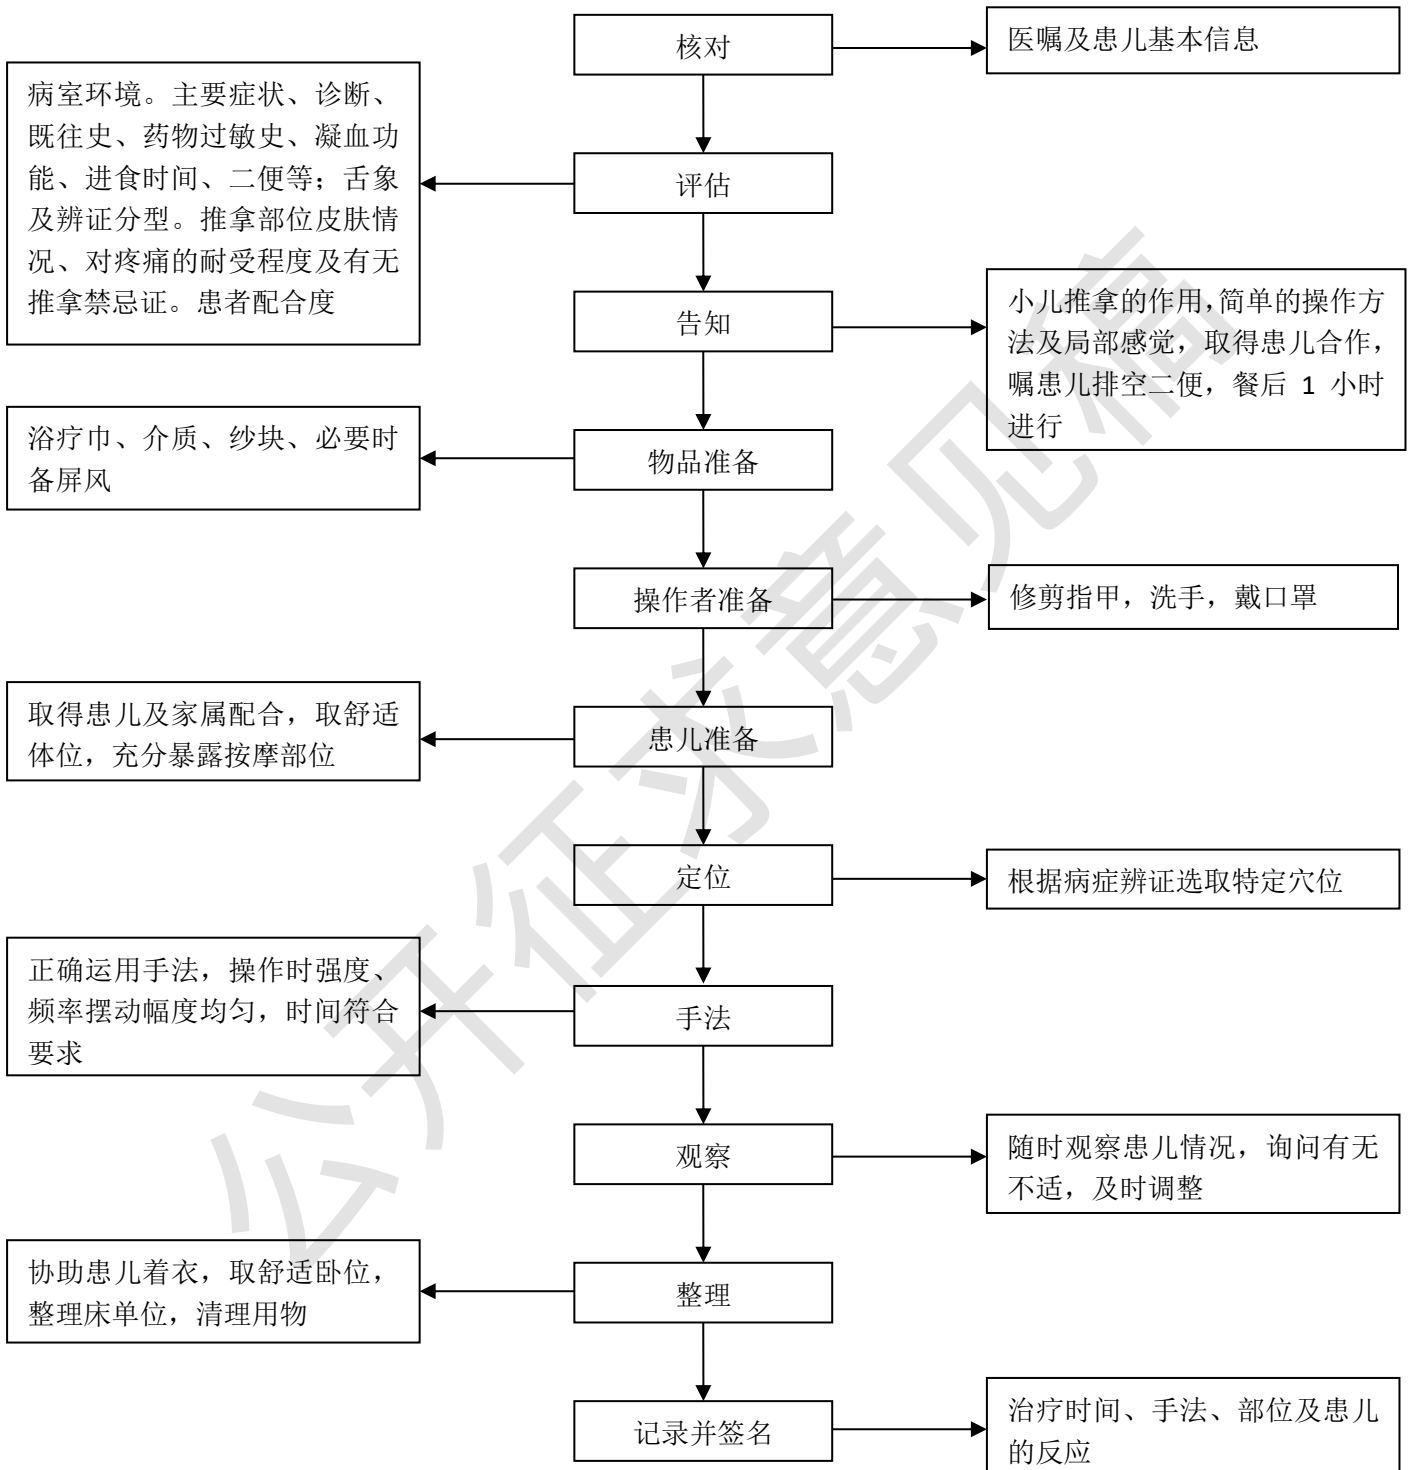 核对
医嘱及患儿基本信息
病室环境。主要症状、诊断、
既往史、药物过敏史、凝血功
能、进食时间、二便等；舌象
及辨证分型。推拿部位皮肤情
况、对疼痛的耐受程度及有无
推拿禁忌证。患者配合度
评估
告知
小儿推拿的作用,简单的操作方
法及局部感觉，取得患儿合作，
嘱患儿排空二便，餐后 1 小时
进行
浴疗巾、介质、纱块、必要时
备屏风
物品准备
操作者准备
修剪指甲，洗手，戴口罩
取得患儿及家属配合，取舒适
体位，充分暴露按摩部位
患儿准备
定位
根据病症辨证选取特定穴位
正确运用手法，操作时强度、
频率摆动幅度均匀，时间符合
要求
手法
观察
随时观察患儿情况，询问有无
不适，及时调整
协助患儿着衣，取舒适卧位，
整理床单位，清理用物
整理
记录并签名
治疗时间、手法、部位及患儿
的反应
公开征求意见稿